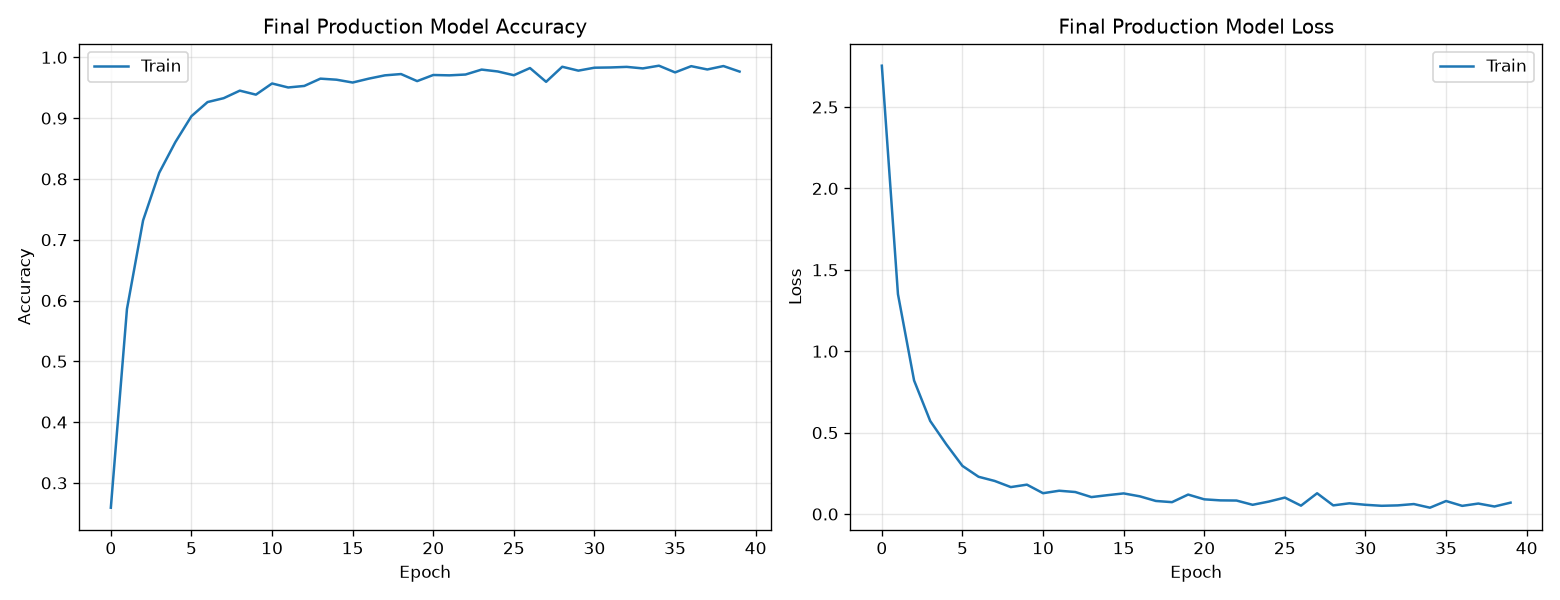 Final Production Model Accuracy
Train
1.0
0.9
0.8
0.7
0.6
0.5
0.4
0.3
Accuracy
0 5 10 15 20 25 30 35 40
Epoch
Final Production Model Loss
Train
2.5
2.0
1.5
1.0
0.5
0.0
Loss
0 5 10 15 20 25 30 35 40
Epoch